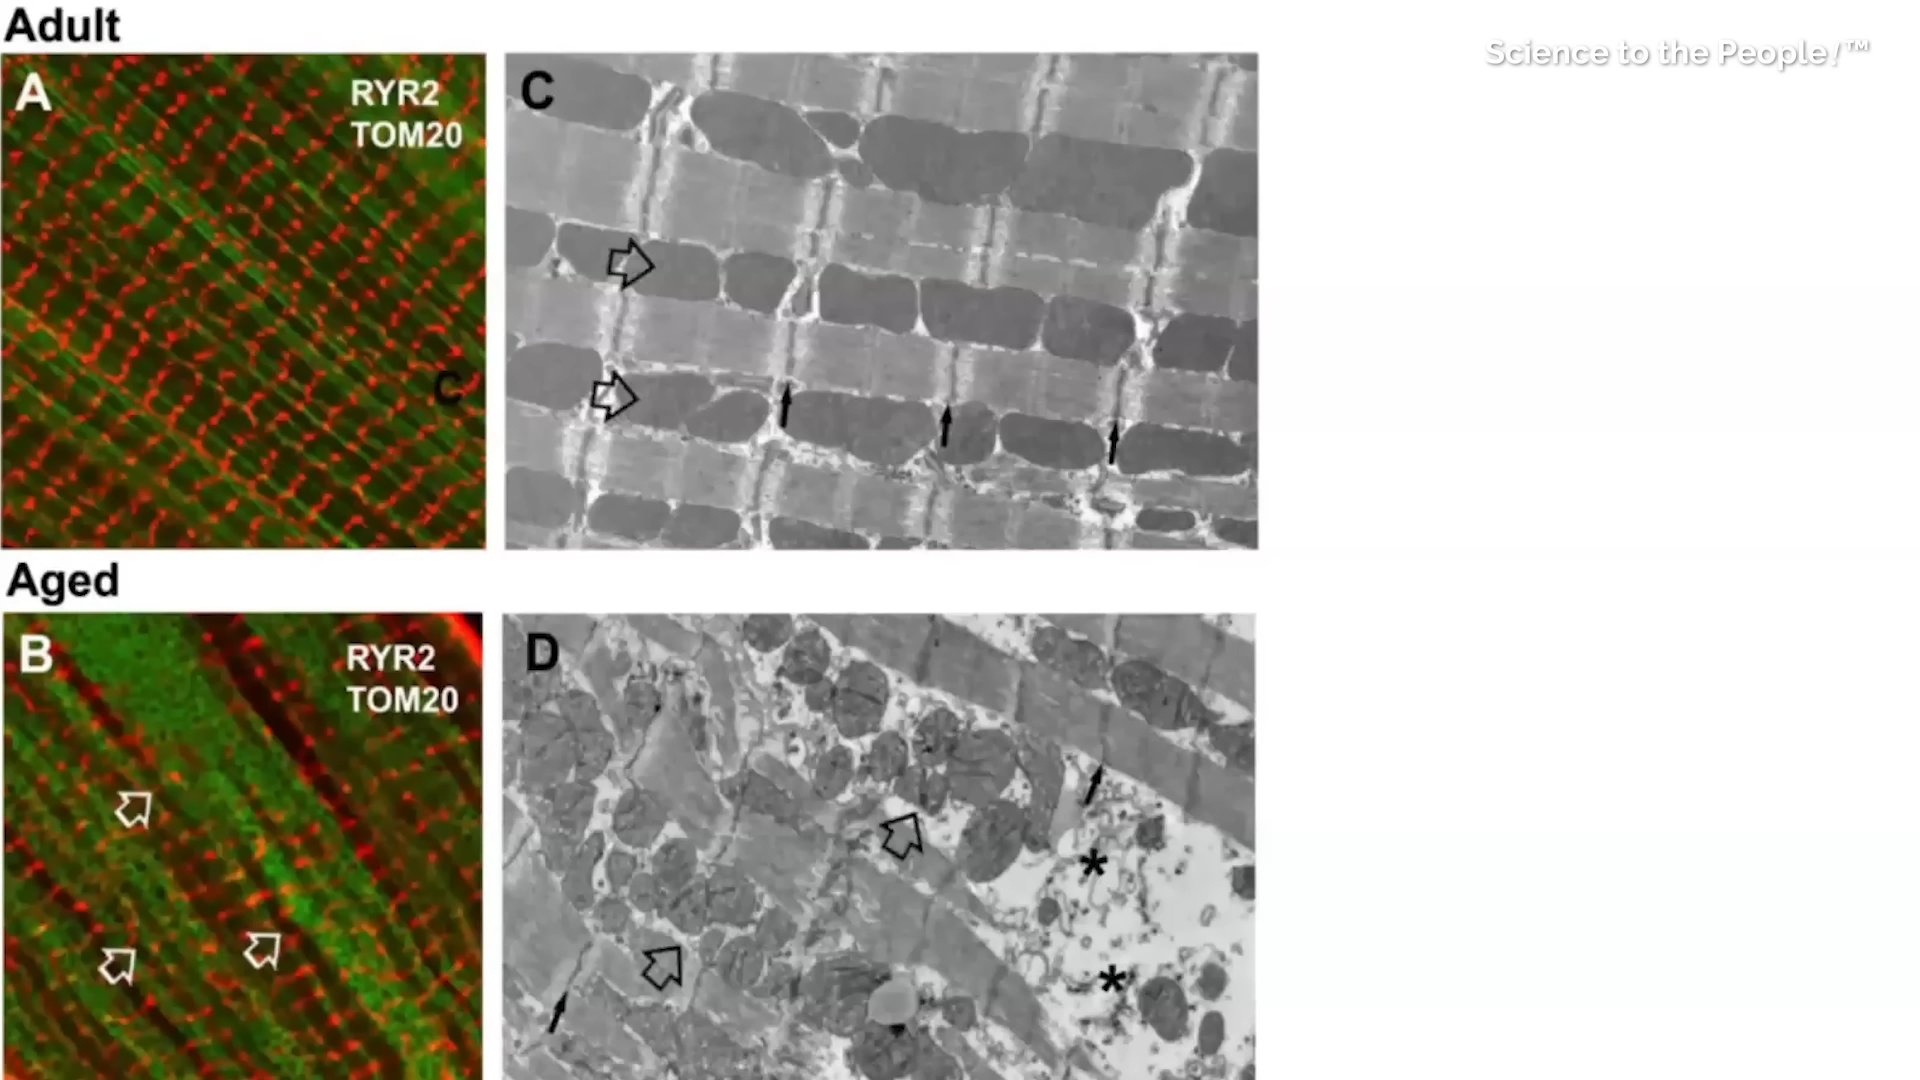 Adult
Science to the People!™
A
RYR2
TOM20
C
C
Aged
B
RYR2
TOM20
D
*
*